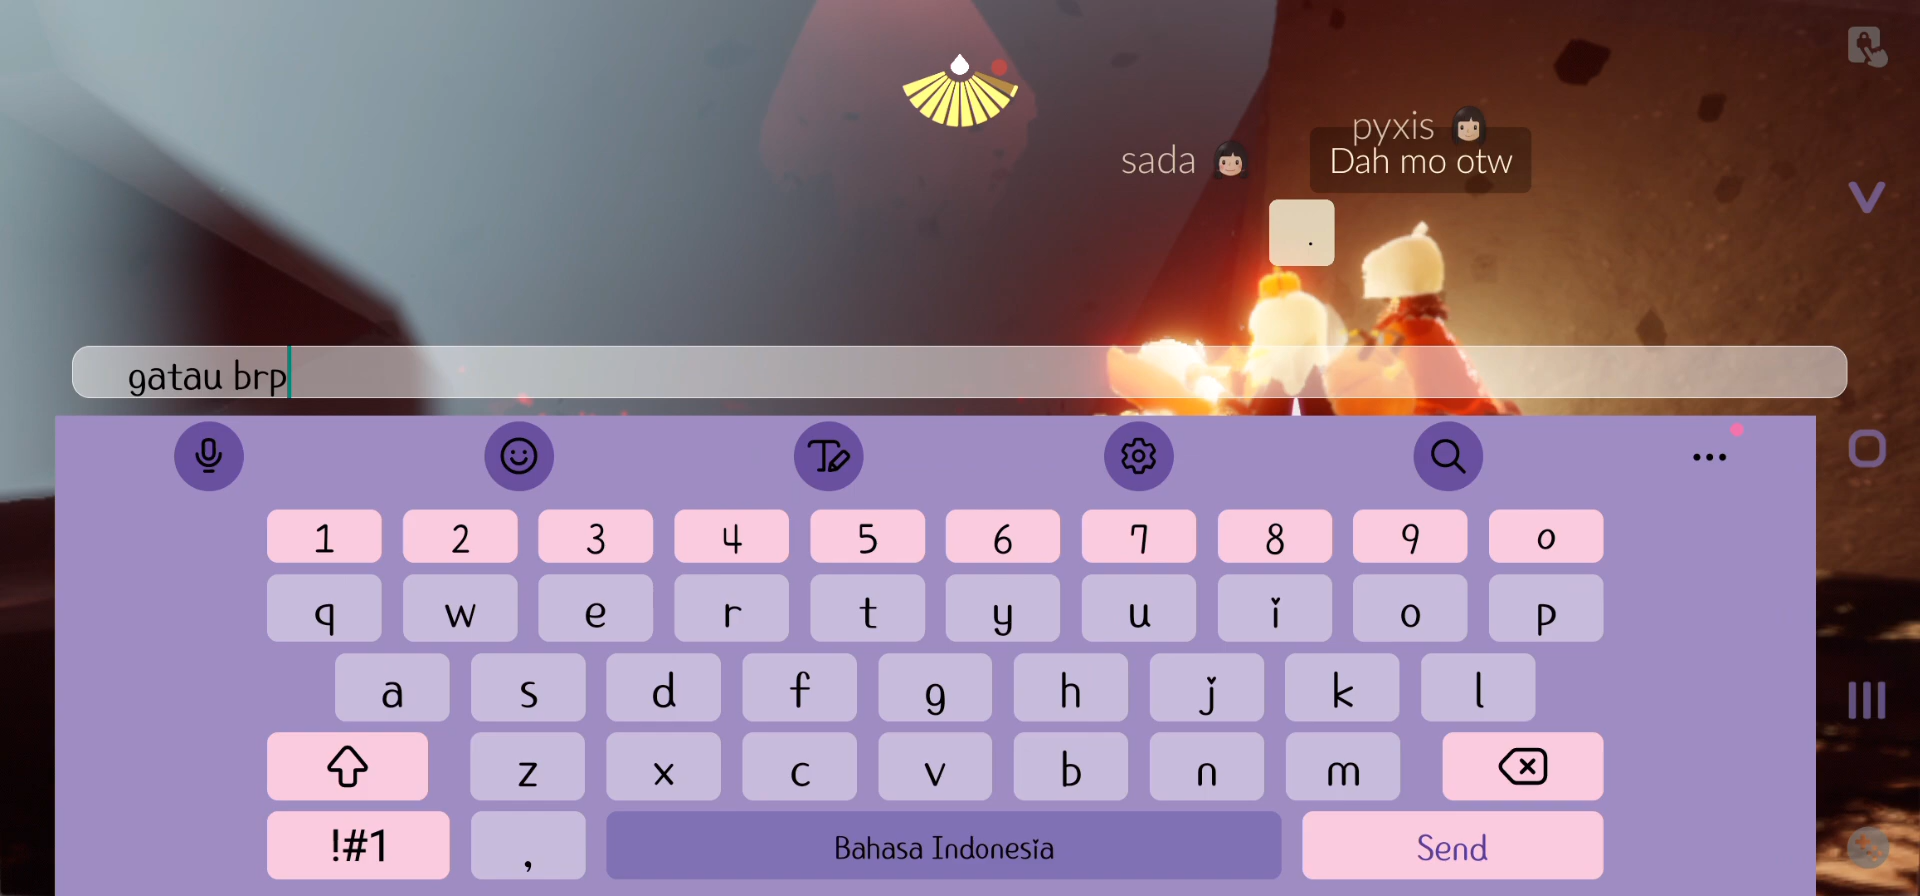 pyxis
sada
Dah mo otw
.
gatau brp
1 2 3 4 5 6 7 8 9 0
q w e r t y u i o p
a s d f g h j k l
z x c v b n m
!#1 , Bahasa Indonesia Send